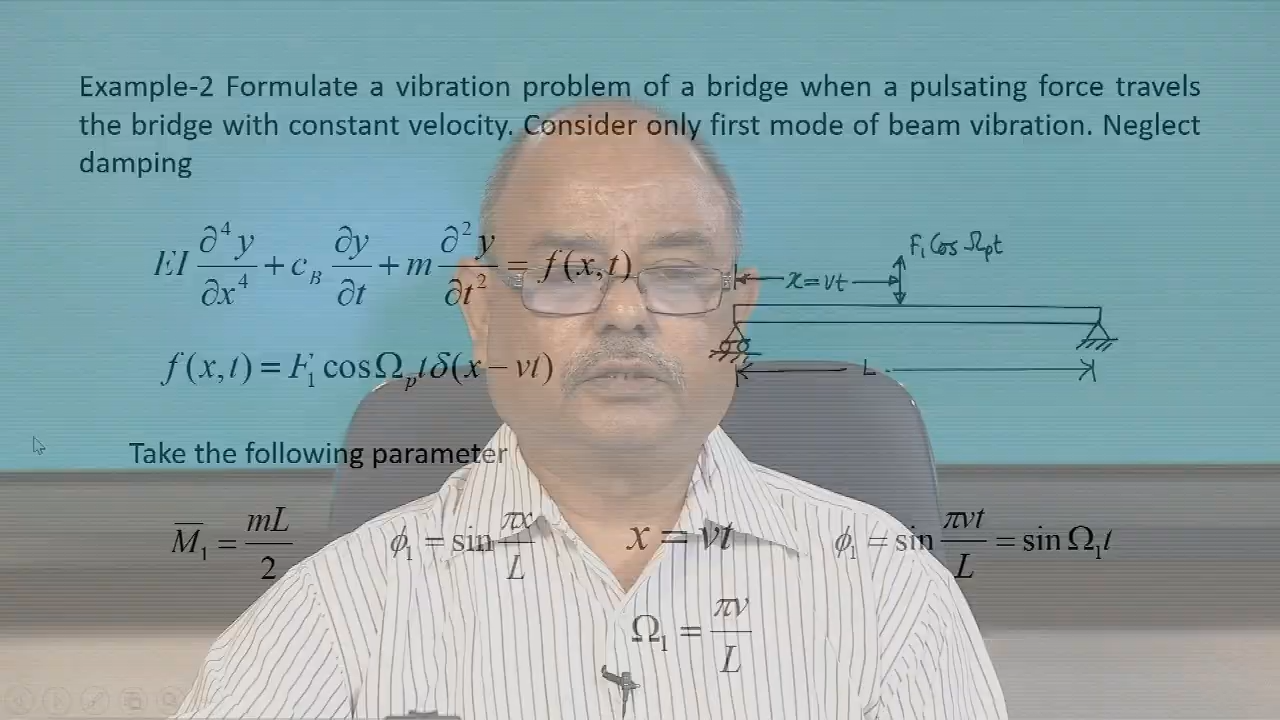 Example-2 Formulate a vibration problem of a bridge when a pulsating force travels
the bridge with constant velocity. Consider only first mode of beam vibration. Neglect
damping
EI ∂⁴y/∂x⁴ + c_B ∂y/∂t + m ∂²y/∂t² = f(x,t)
F₁ Cos Ω_p t
x = vt
f(x,t) = F₁ cos Ω_p t δ(x − vt)
L
Take the following parameter
M̅₁ = mL/2 ϕ₁ = sin πx/L x = vt ϕ₁ = sin πvt/L = sin Ω₁t
Ω₁ = πv/L